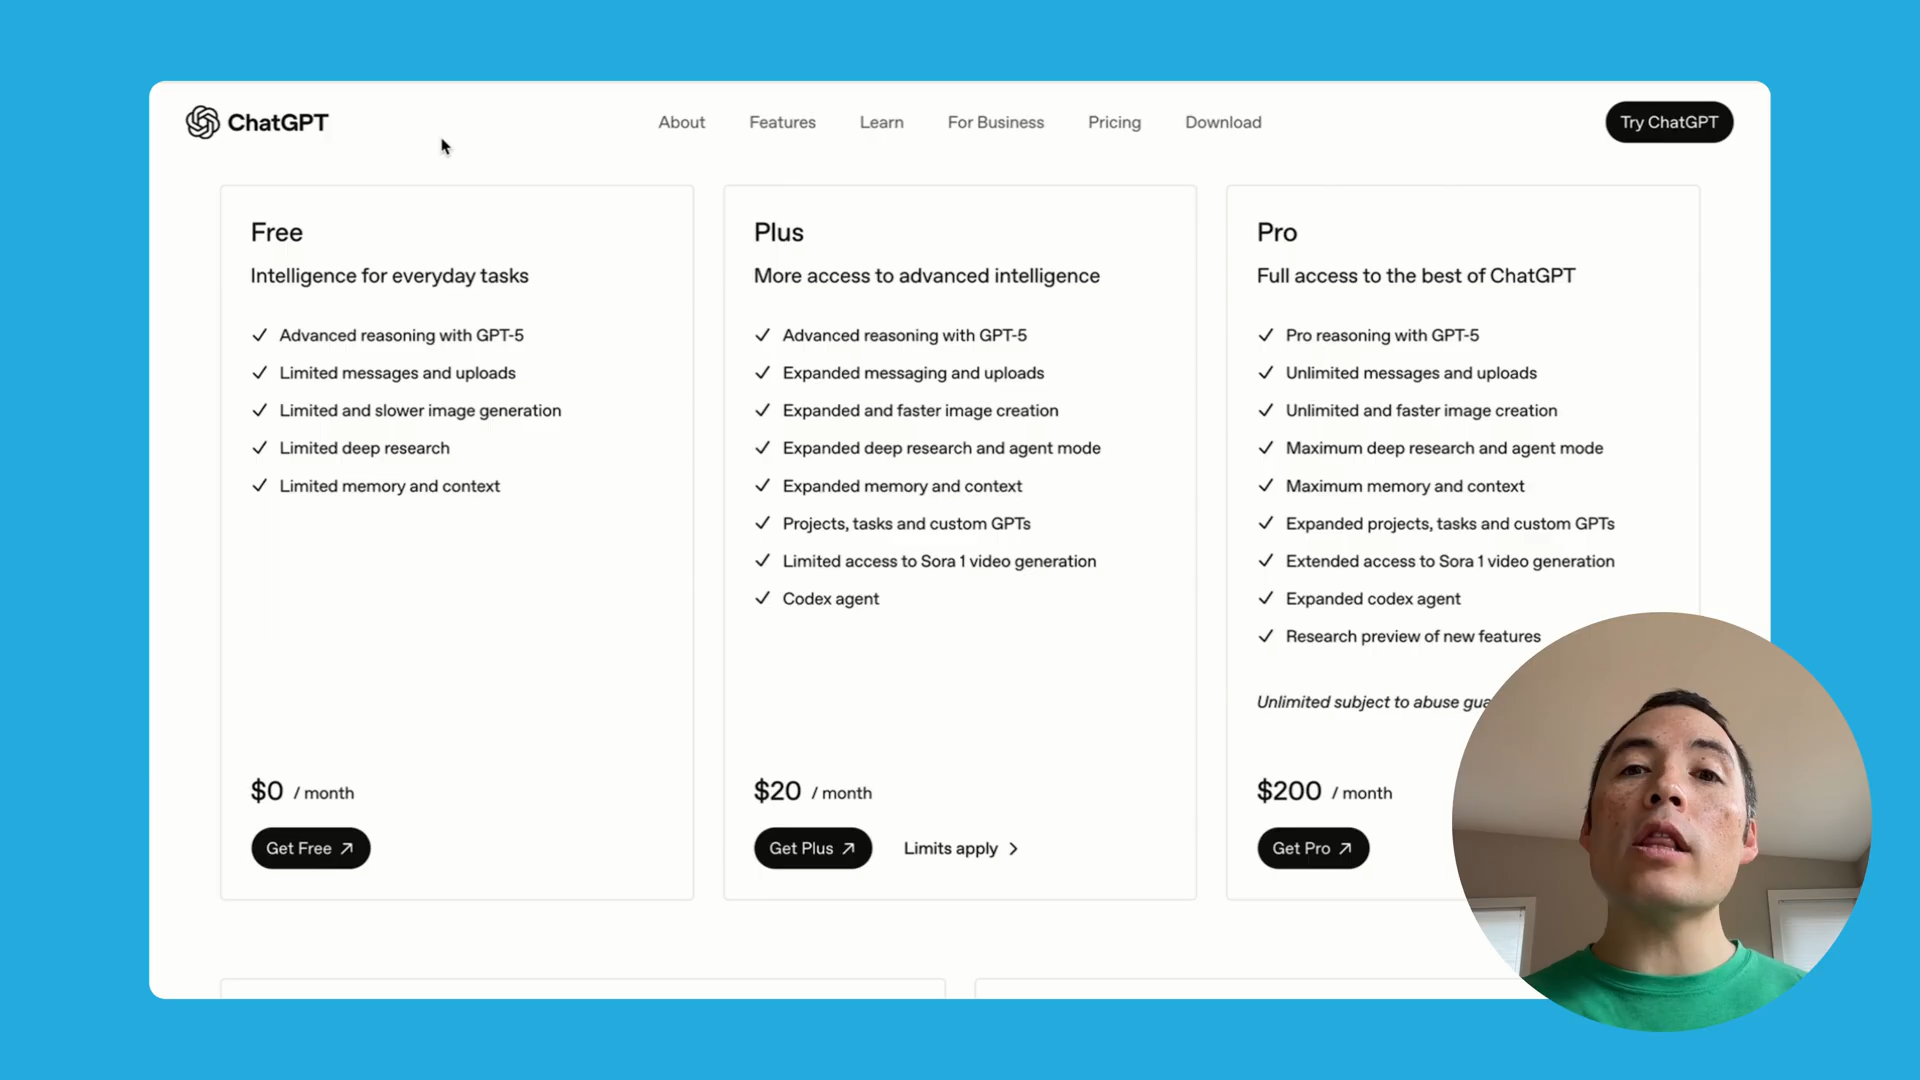 ChatGPT
About
Features
Learn
For Business
Pricing
Download
Try ChatGPT
Free
Intelligence for everyday tasks
Advanced reasoning with GPT-5
Limited messages and uploads
Limited and slower image generation
Limited deep research
Limited memory and context
$0 / month
Get Free
Plus
More access to advanced intelligence
Advanced reasoning with GPT-5
Expanded messaging and uploads
Expanded and faster image creation
Expanded deep research and agent mode
Expanded memory and context
Projects, tasks and custom GPTs
Limited access to Sora 1 video generation
Codex agent
$20 / month
Get Plus
Limits apply
Pro
Full access to the best of ChatGPT
Pro reasoning with GPT-5
Unlimited messages and uploads
Unlimited and faster image creation
Maximum deep research and agent mode
Maximum memory and context
Expanded projects, tasks and custom GPTs
Extended access to Sora 1 video generation
Expanded codex agent
Research preview of new features
Unlimited subject to abuse
$200 / month
Get Pro